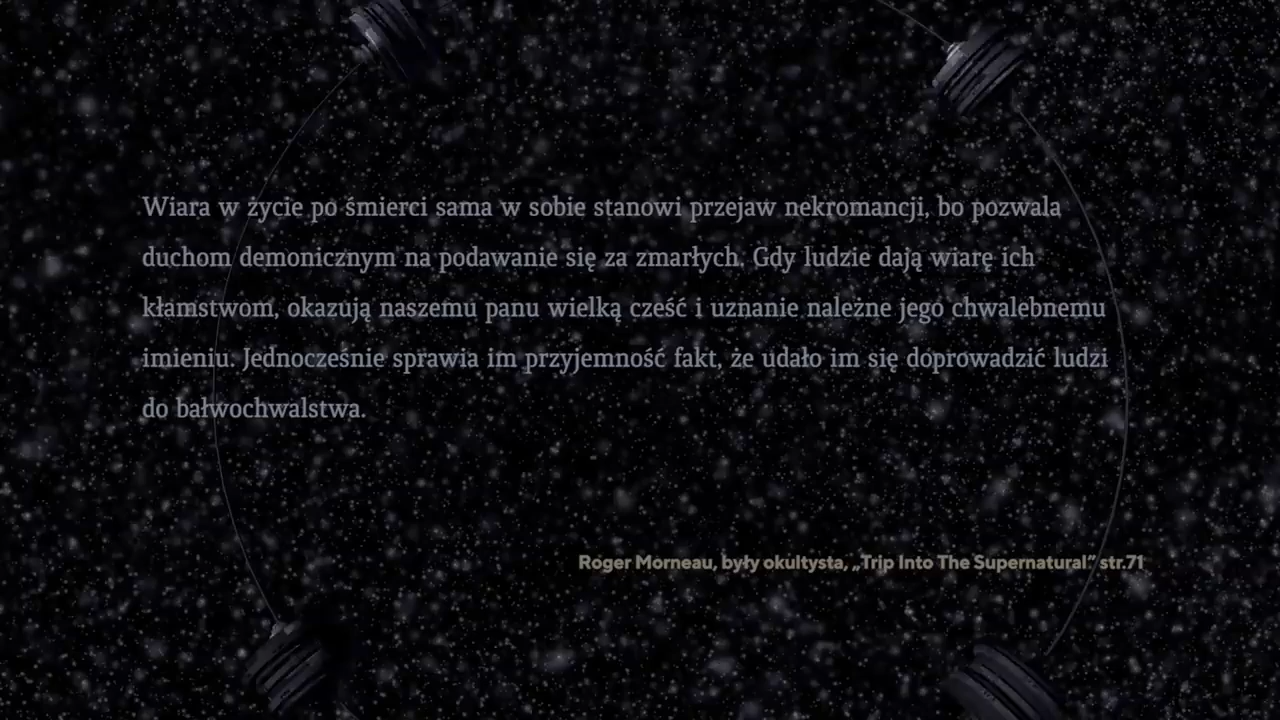 Wiara w życie po śmierci sama w sobie stanowi przejaw nekromancji, bo pozwala
duchom demonicznym na podawanie się za zmarłych. Gdy ludzie dają wiarę ich
kłamstwom, okazują naszemu panu wielką cześć i uznanie należne jego chwalebnemu
imieniu. Jednocześnie sprawia im przyjemność fakt, że udało im się doprowadzić ludzi
do bałwochwalstwa.
Roger Morneau, były okultysta, „Trip Into The Supernatural” str.71